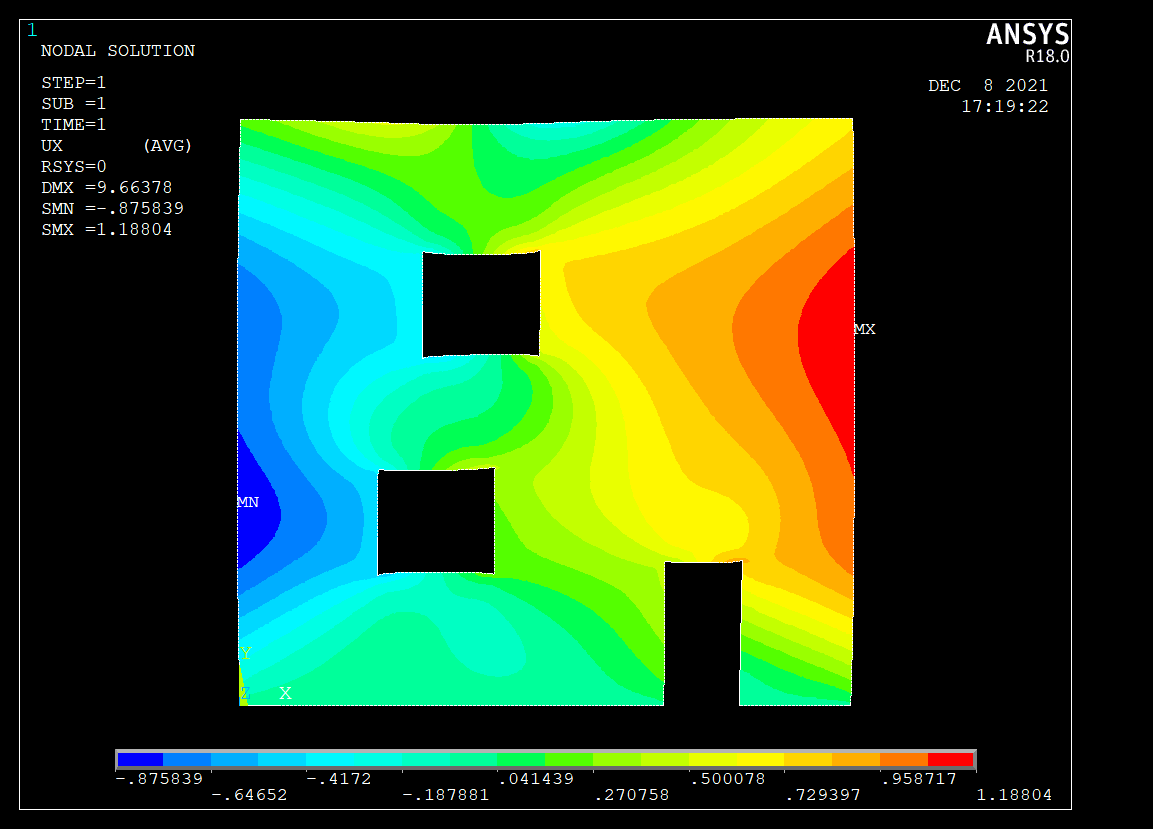 1
ANSYS
R18.0
NODAL SOLUTION
STEP=1
SUB =1
TIME=1
UX (AVG)
RSYS=0
DMX =9.66378
SMN =-.875839
SMX =1.18804
DEC 8 2021
17:19:22
MX
MN
Y
Z X
-.875839 -.4172 .041439 .500078 .958717
-.64652 -.187881 .270758 .729397 1.18804